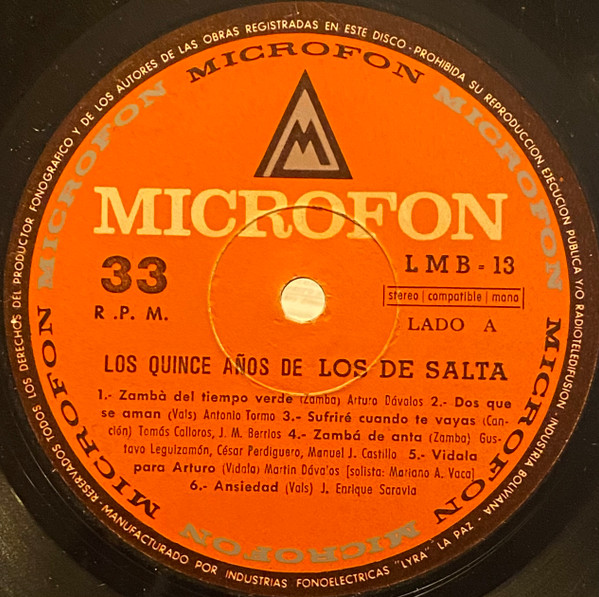 RESERVADOS TODOS LOS DERECHOS DEL PRODUCTOR FONOGRAFICO Y DE LOS AUTORES DE LAS OBRAS REGISTRADAS EN ESTE DISCO - PROHIBIDA SU REPRODUCCION, EJECUCION PUBLICA Y/O RADIOTELEDIFUSION - INDUSTRIA BOLIVIANA
MICROFON
MICROFON
MICROFON
M
MICROFON
33
R.P.M.
LMB-13
stereo | compatible | mono
LADO A
LOS QUINCE AÑOS DE LOS DE SALTA
1.- Zambà del tiempo verde (Zamba) Arturo Dávalos 2.- Dos que
se aman (Vals) Antonio Tormo 3.- Sufriré cuando te vayas (Can-
ción) Tomás Calloros, J. M. Berrios 4.- Zambá de anta (Zamba) Gus-
tavo Leguizamón, César Perdiguero, Manuel J. Castillo 5.- Vidala
para Arturo (Vidala) Martin Dáva'os [solista: Mariano A. Vaca]
6.- Ansiedad (Vals) J. Enrique Saravia
MICROFON
MICROFON
MICROFON
MANUFACTURADO POR INDUSTRIAS FONOELECTRICAS "LYRA" LA PAZ -